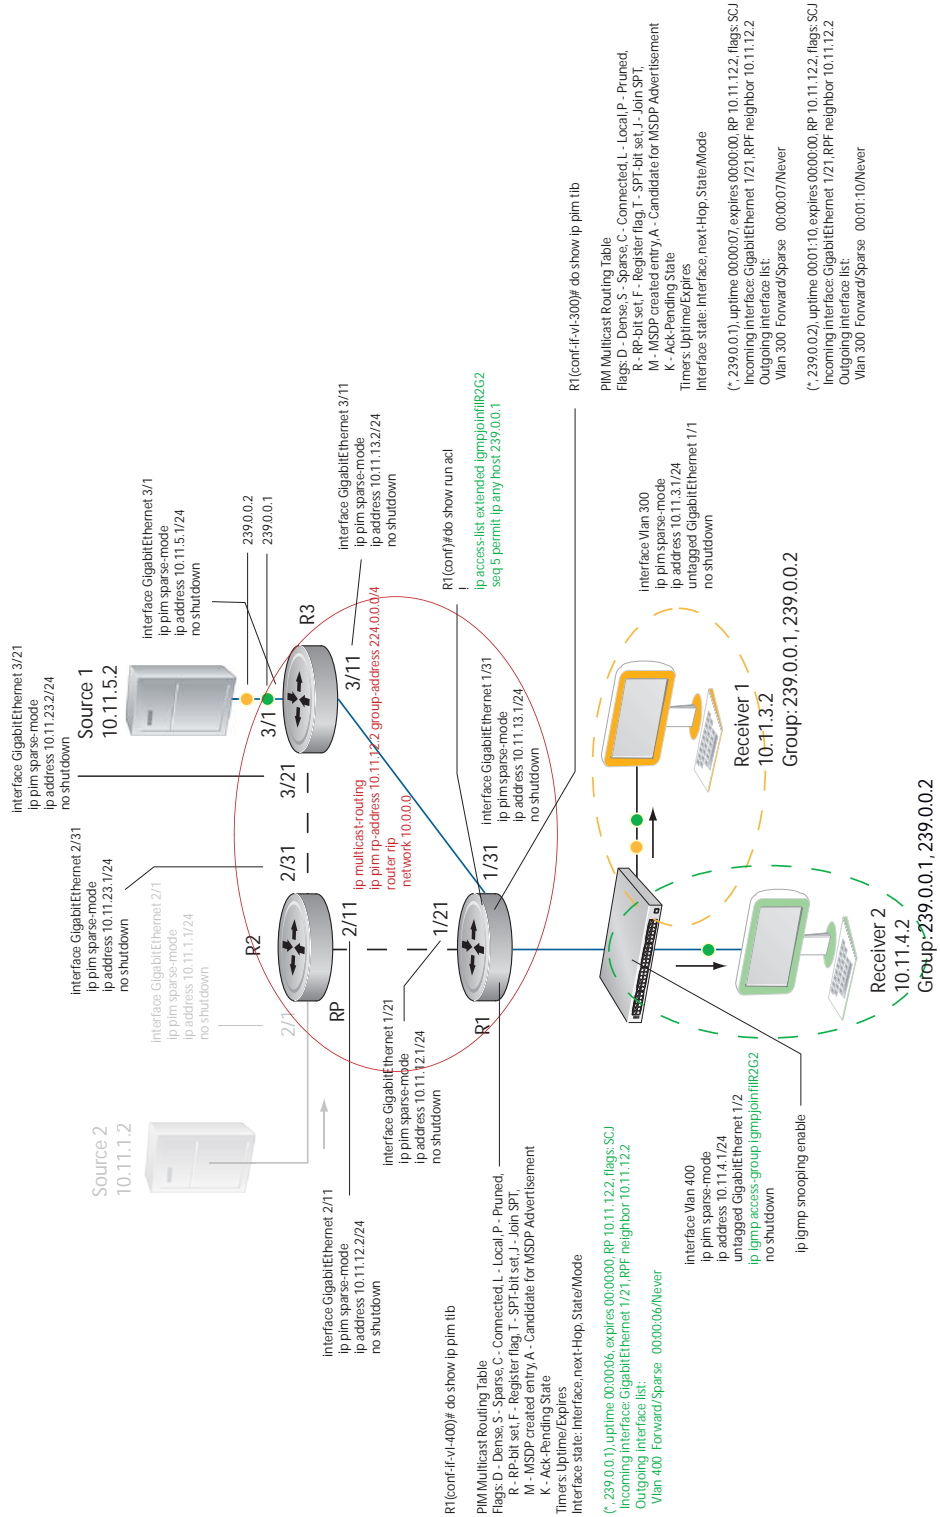 Source 2
10.11.1.2
2/1
interface GigabitEthernet 2/1
ip pim sparse-mode
ip address 10.11.1.1/24
no shutdown
interface GigabitEthernet 2/31
ip pim sparse-mode
ip address 10.11.23.1/24
no shutdown
interface GigabitEthernet 3/21
ip pim sparse-mode
ip address 10.11.23.2/24
no shutdown
Source 1
10.11.5.2
interface GigabitEthernet 3/1
ip pim sparse-mode
ip address 10.11.5.1/24
no shutdown
239.0.0.2
239.0.0.1
R2
2/31
3/21
3/1
R3
RP
2/11
3/11
interface GigabitEthernet 3/11
ip pim sparse-mode
ip address 10.11.13.2/24
no shutdown
ip multicast-routing
ip pim rp-address 10.11.12.2 group-address 224.0.0.0/4
router rip
network 10.0.0.0
interface GigabitEthernet 2/11
ip pim sparse-mode
ip address 10.11.12.2/24
no shutdown
interface GigabitEthernet 1/21
ip pim sparse-mode
ip address 10.11.12.1/24
no shutdown
1/21
R1
1/31
interface GigabitEthernet 1/31
ip pim sparse-mode
ip address 10.11.13.1/24
no shutdown
R1(conf)#do show run acl
!
ip access-list extended igmpjoinfilR2G2
seq 5 permit ip any host 239.0.0.1
R1(conf-if-vl-400)# do show ip pim tib
PIM Multicast Routing Table
Flags: D - Dense, S - Sparse, C - Connected, L - Local, P - Pruned,
R - RP-bit set, F - Register flag, T - SPT-bit set, J - Join SPT,
M - MSDP created entry, A - Candidate for MSDP Advertisement
K - Ack-Pending State
Timers: Uptime/Expires
Interface state: Interface, next-Hop, State/Mode
(*, 239.0.0.1), uptime 00:00:06, expires 00:00:00, RP 10.11.12.2, flags: SCJ
Incoming interface: GigabitEthernet 1/21, RPF neighbor 10.11.12.2
Outgoing interface list:
Vlan 400 Forward/Sparse 00:00:06/Never
R1(conf-if-vl-300)# do show ip pim tib
PIM Multicast Routing Table
Flags: D - Dense, S - Sparse, C - Connected, L - Local, P - Pruned,
R - RP-bit set, F - Register flag, T - SPT-bit set, J - Join SPT,
M - MSDP created entry, A - Candidate for MSDP Advertisement
K - Ack-Pending State
Timers: Uptime/Expires
Interface state: Interface, next-Hop, State/Mode
(*, 239.0.0.1), uptime 00:00:07, expires 00:00:00, RP 10.11.12.2, flags: SCJ
Incoming interface: GigabitEthernet 1/21, RPF neighbor 10.11.12.2
Outgoing interface list:
Vlan 300 Forward/Sparse 00:00:07/Never
(*, 239.0.0.2), uptime 00:01:10, expires 00:00:00, RP 10.11.12.2, flags: SCJ
Incoming interface: GigabitEthernet 1/21, RPF neighbor 10.11.12.2
Outgoing interface list:
Vlan 300 Forward/Sparse 00:01:10/Never
interface Vlan 300
ip pim sparse-mode
ip address 10.11.3.1/24
untagged GigabitEthernet 1/1
no shutdown
Receiver 1
10.11.3.2
Group: 239.0.0.1, 239.0.0.2
interface Vlan 400
ip pim sparse-mode
ip address 10.11.4.1/24
untagged GigabitEthernet 1/2
ip igmp access-group igmpjoinfilR2G2
no shutdown
ip igmp snooping enable
Receiver 2
10.11.4.2
Group: 239.0.0.1, 239.0.0.2